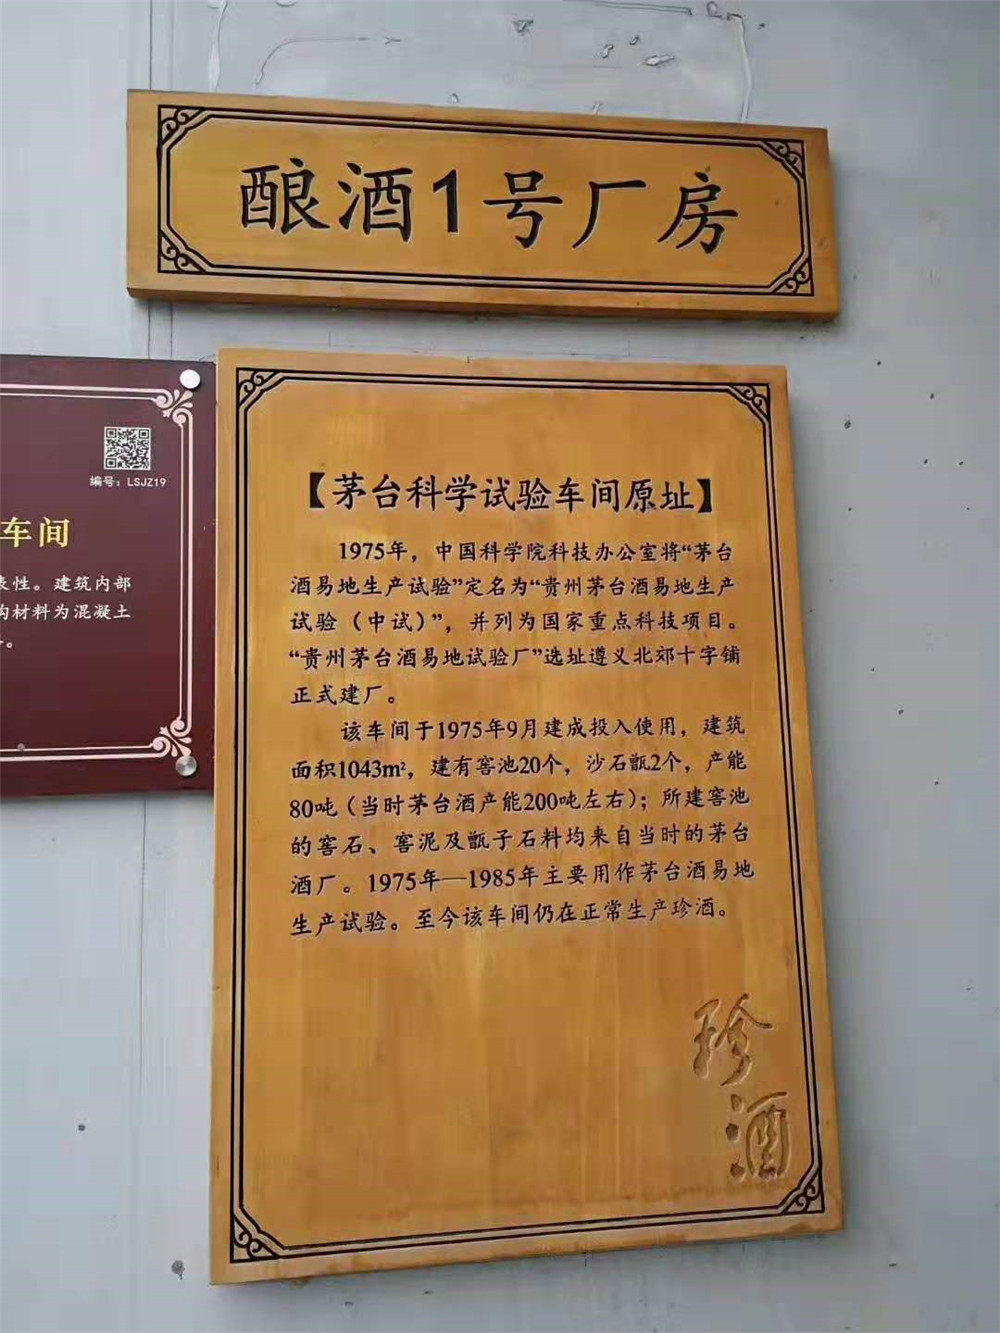 酿酒1号厂房
编号：LSJZ19
车间
表性。建筑内部
构材料为混凝土
。
【茅台科学试验车间原址】
1975年，中国科学院科技办公室将“茅台
酒易地生产试验”定名为“贵州茅台酒易地生产
试验（中试）”，并列为国家重点科技项目。
“贵州茅台酒易地试验厂”选址遵义北郊十字铺
正式建厂。
该车间于1975年9月建成投入使用，建筑
面积1043m²，建有窖池20个，沙石甑2个，产能
80吨（当时茅台酒产能200吨左右）；所建窖池
的窖石、窖泥及甑子石料均来自当时的茅台
酒厂。1975年—1985年主要用作茅台酒易地
生产试验。至今该车间仍在正常生产珍酒。
珍
酒